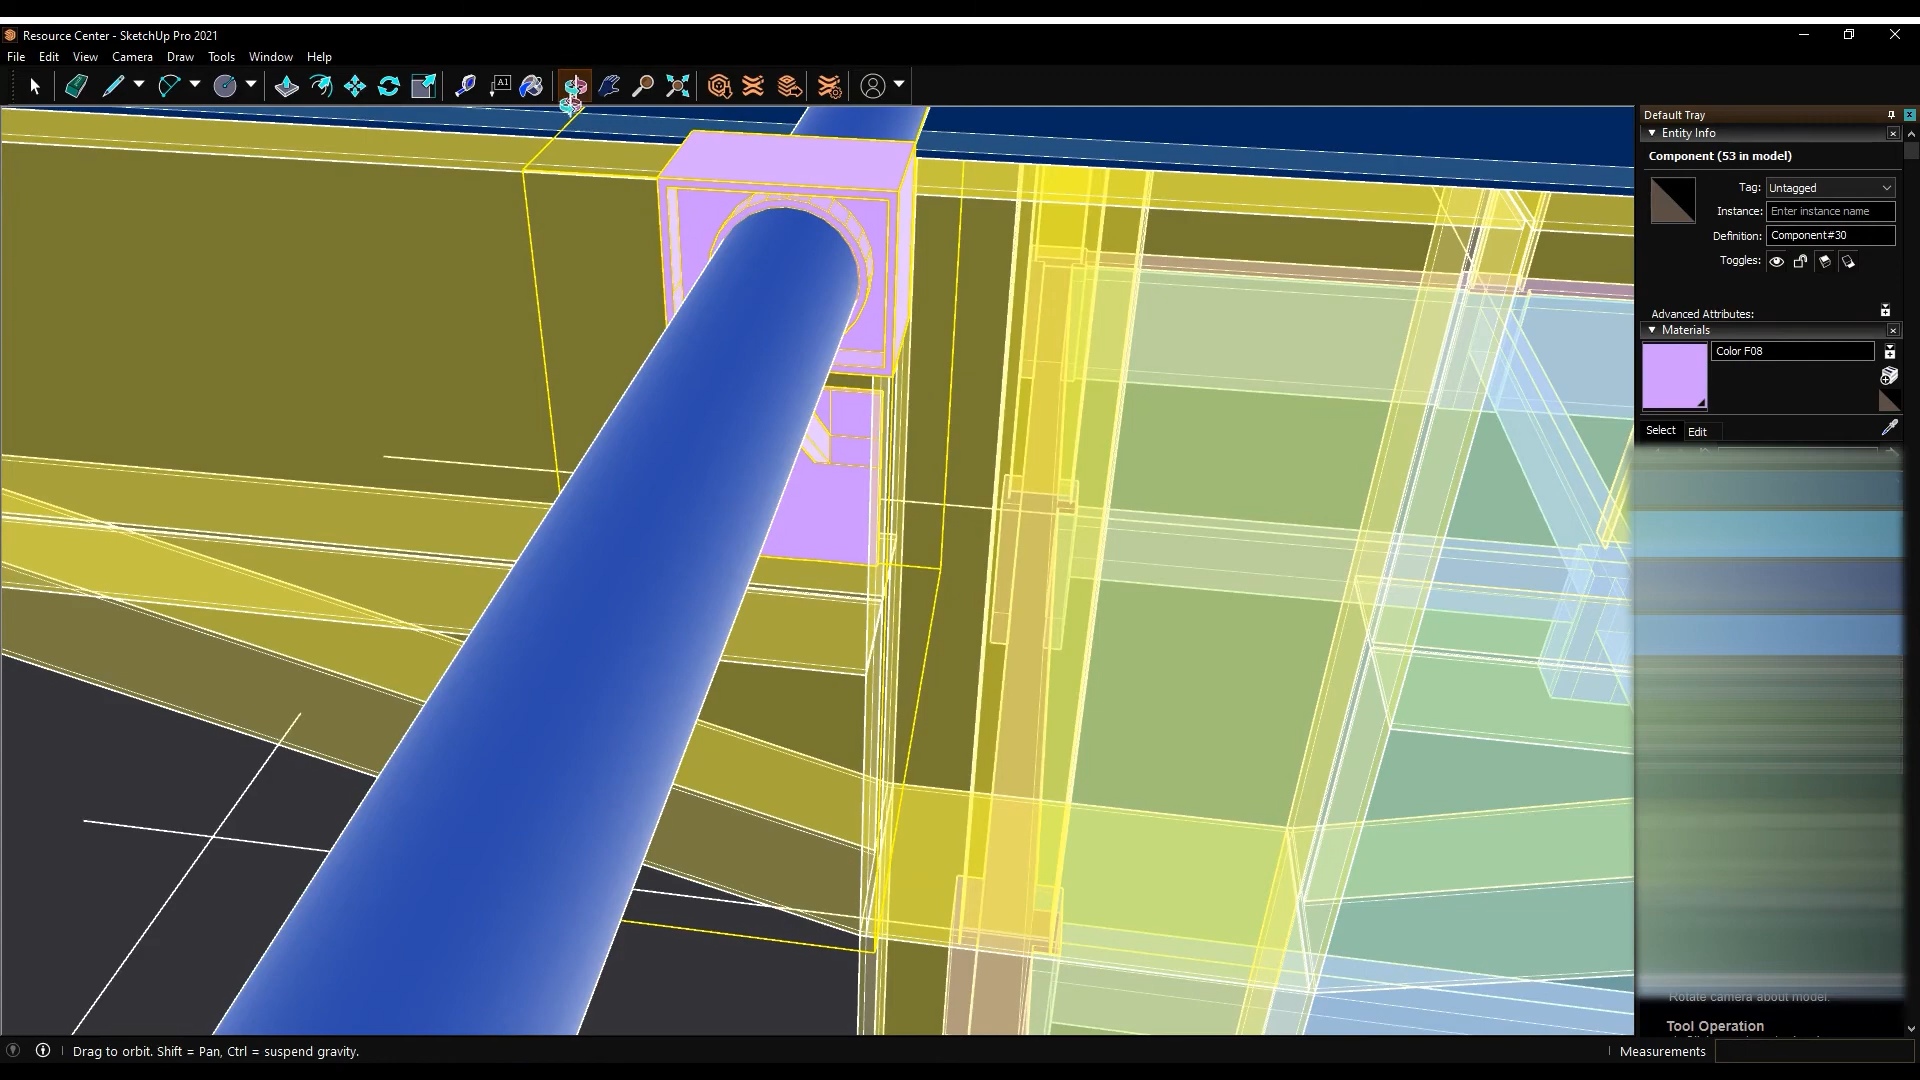 Resource Center - SketchUp Pro 2021
File Edit View Camera Draw Tools Window Help
A1
Default Tray
Entity Info
Component (53 in model)
Tag: Untagged
Instance: Enter instance name
Definition: Component#30
Toggles:
Advanced Attributes:
Materials
Color F08
Select Edit
Rotate camera about model.
Tool Operation
Drag to orbit. Shift = Pan, Ctrl = suspend gravity.
Measurements